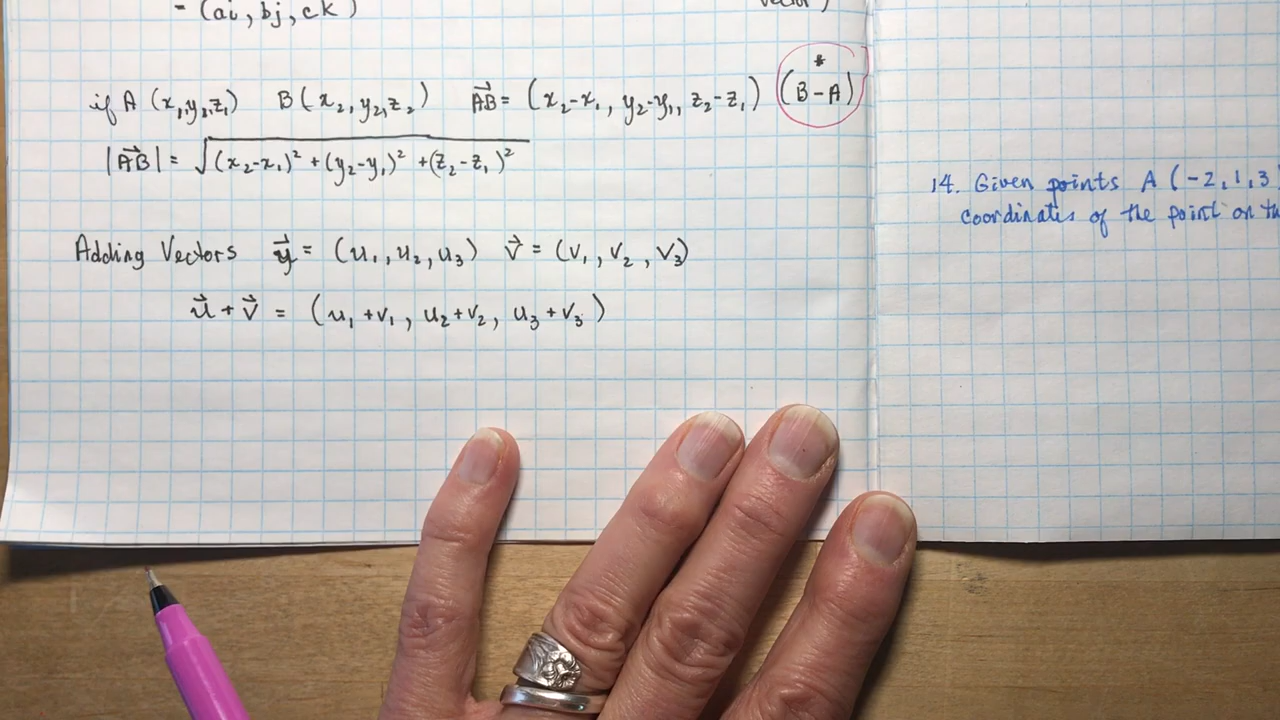 - (ai, bj, ck)
vector)
if A (x₁,y₁,z₁) B(x₂,y₂,z₂) A⃗B⃗ = (x₂-x₁, y₂-y₁, z₂-z₁) (B-A) *
|A⃗B⃗| = √(x₂-x₁)² + (y₂-y₁)² + (z₂-z₁)²
Adding Vectors u⃗ = (u₁, u₂, u₃) v⃗ = (v₁, v₂, v₃)
u⃗ + v⃗ = (u₁+v₁, u₂+v₂, u₃+v₃)
14. Given points A (-2, 1, 3
coordinates of the point on th